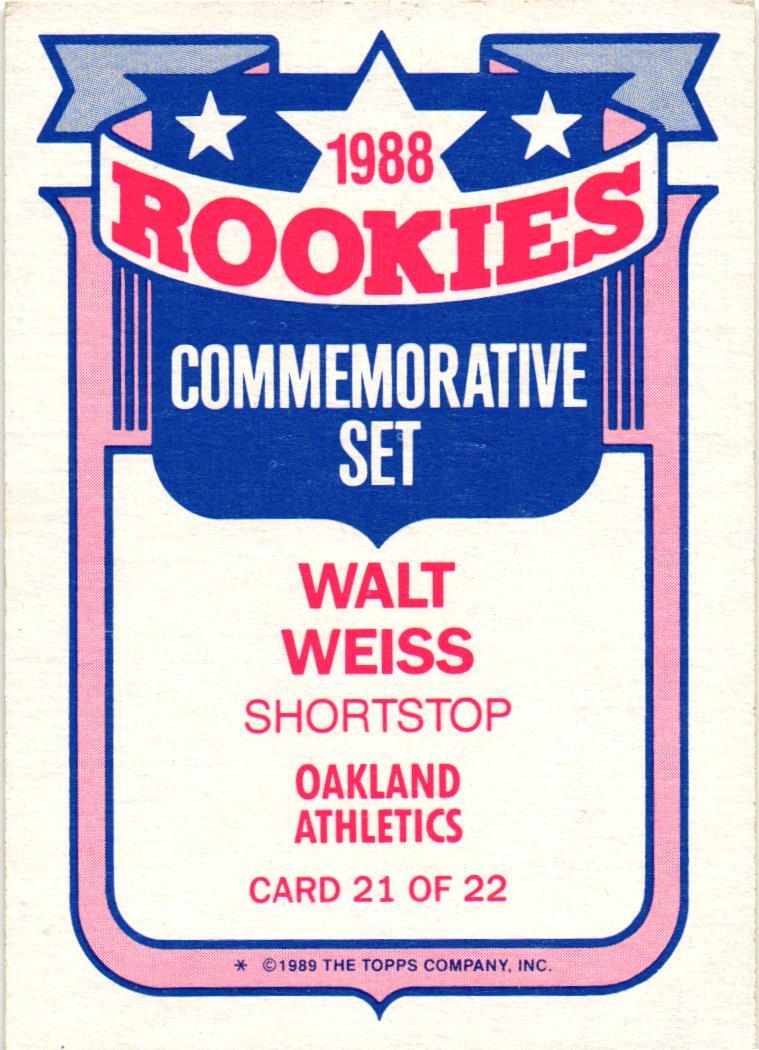 1988
ROOKIES
COMMEMORATIVE
SET
WALT
WEISS
SHORTSTOP
OAKLAND
ATHLETICS
CARD 21 OF 22
* ©1989 THE TOPPS COMPANY, INC.